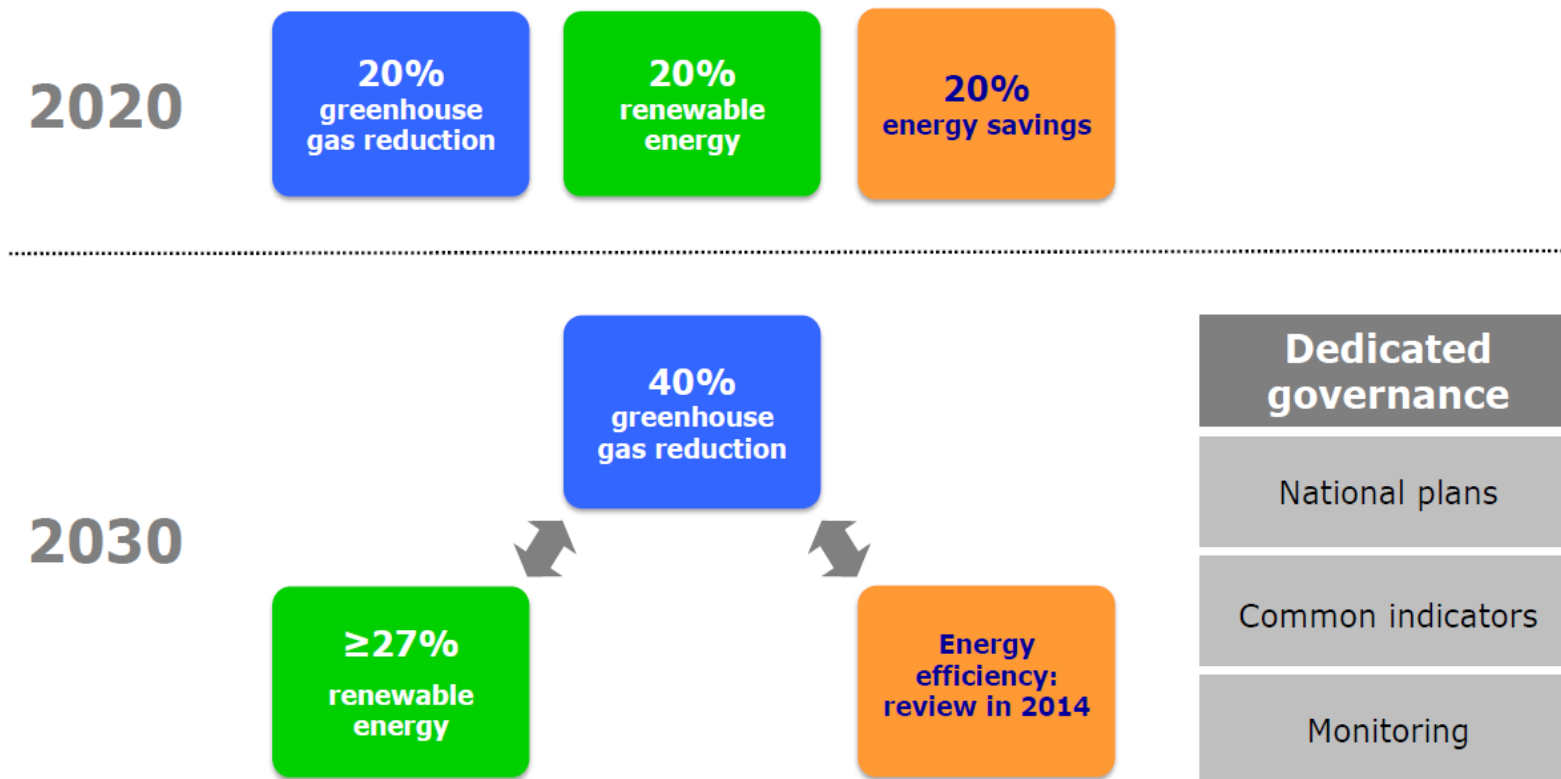 2020
20%
greenhouse
gas reduction
20%
renewable
energy
20%
energy savings
2030
40%
greenhouse
gas reduction
≥27%
renewable
energy
Energy
efficiency:
review in 2014
Dedicated
governance
National plans
Common indicators
Monitoring